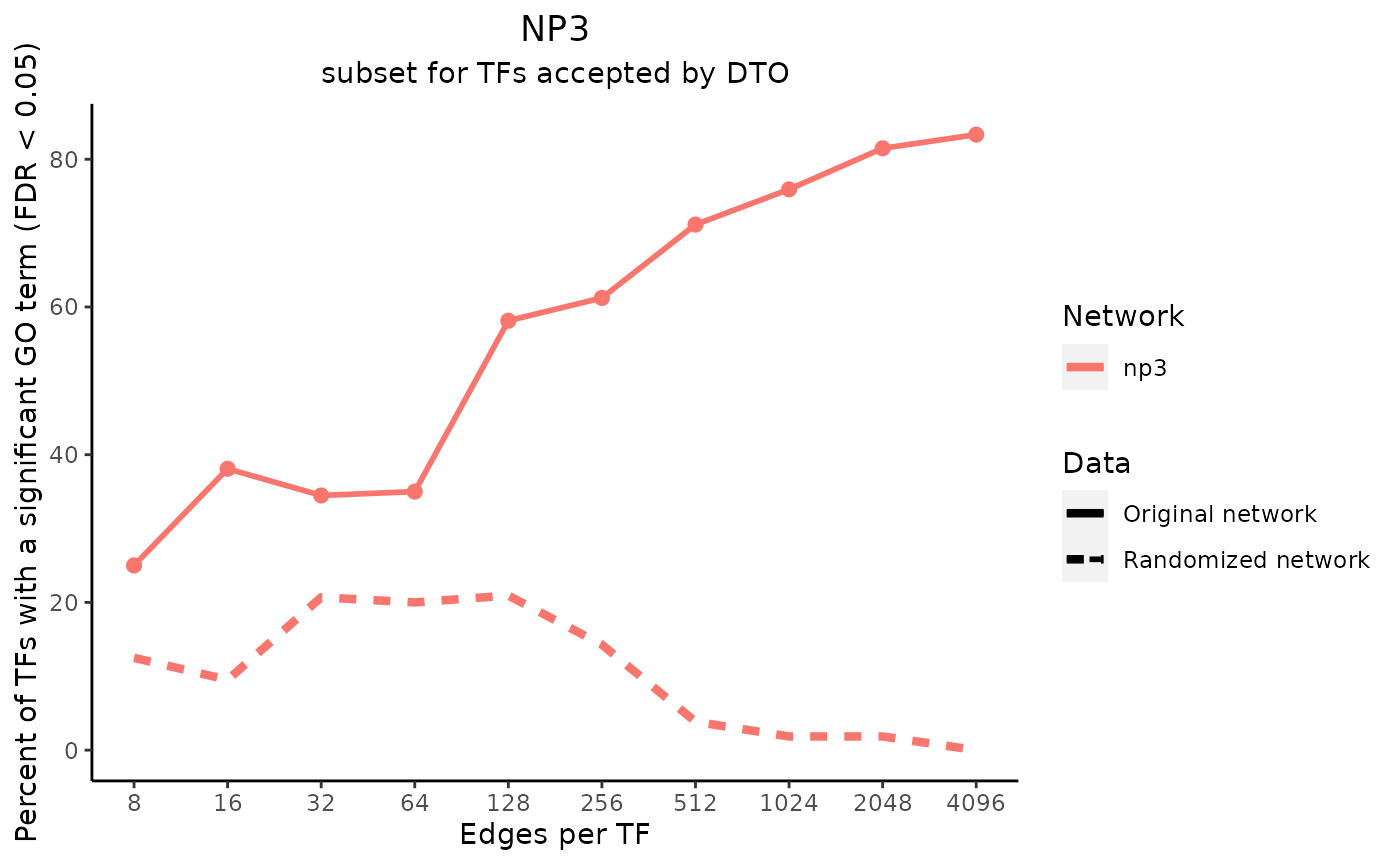 NP3
subset for TFs accepted by DTO
Percent of TFs with a significant GO term (FDR < 0.05)
80
60
40
20
0
8 16 32 64 128 256 512 1024 2048 4096
Edges per TF
Network
np3
Data
Original network
Randomized network